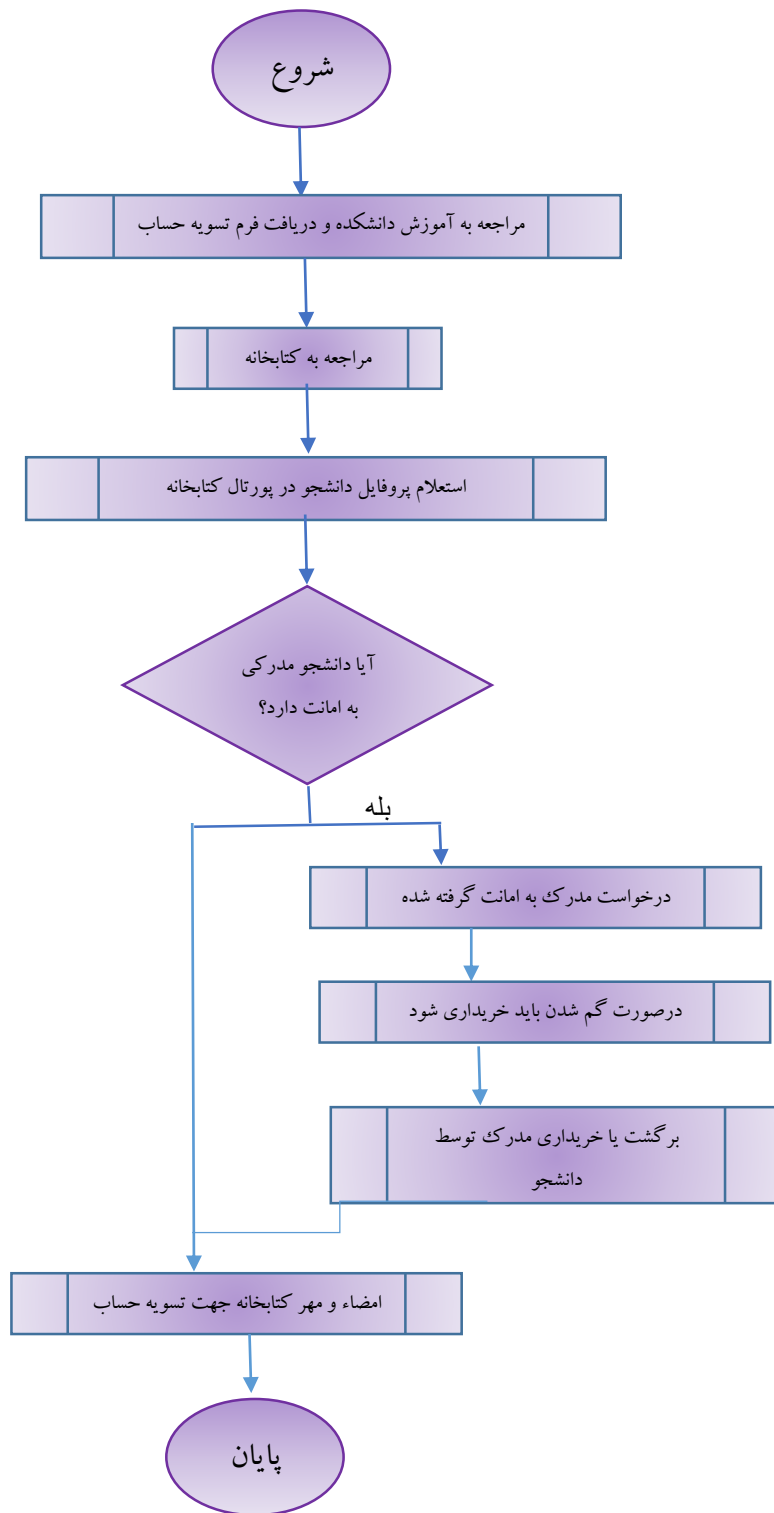 شروع
مراجعه به آموزش دانشکده و دریافت فرم تسویه حساب
مراجعه به کتابخانه
استعلام پروفایل دانشجو در پورتال کتابخانه
آیا دانشجو مدرکی
به امانت دارد؟
بله
درخواست مدرک به امانت گرفته شده
درصورت گم شدن باید خریداری شود
برگشت یا خریداری مدرک توسط
دانشجو
امضاء و مهر کتابخانه جهت تسویه حساب
پایان